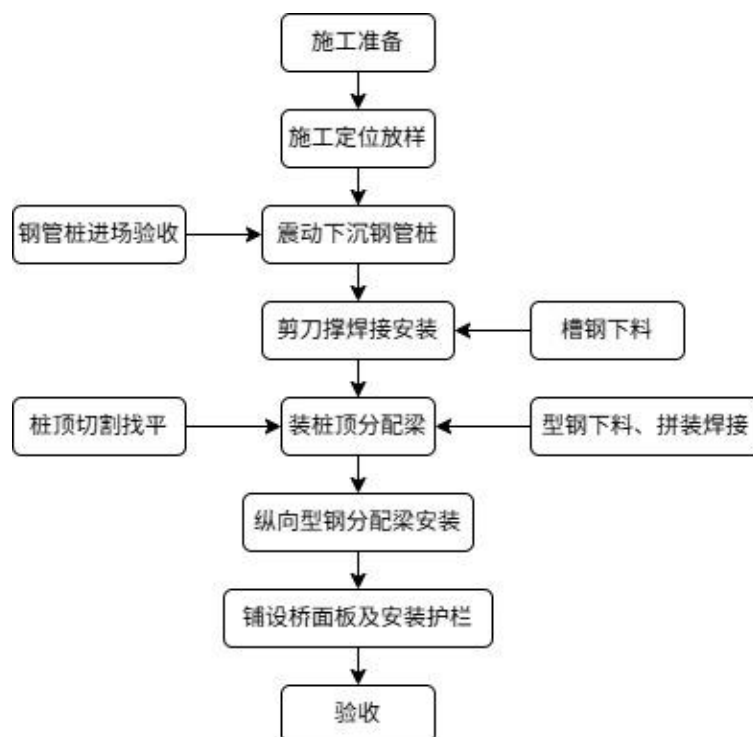 施工准备
施工定位放样
钢管桩进场验收
震动下沉钢管桩
剪刀撑焊接安装
槽钢下料
桩顶切割找平
装桩顶分配梁
型钢下料、拼装焊接
纵向型钢分配梁安装
铺设桥面板及安装护栏
验收